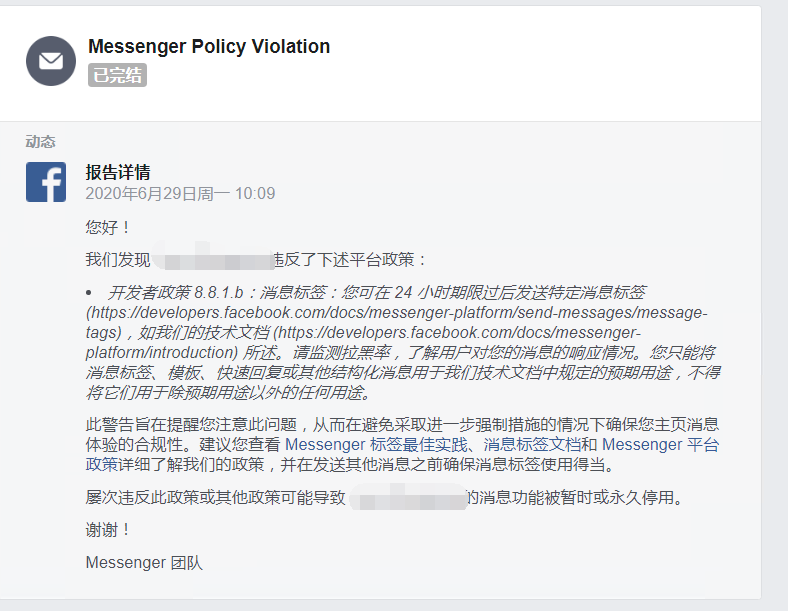 Messenger Policy Violation
已完结
动态
报告详情
2020年6月29日周一 10:09
您好！
我们发现 违反了下述平台政策：
• 开发者政策 8.8.1.b：消息标签：您可在 24 小时期限过后发送特定消息标签
(https://developers.facebook.com/docs/messenger-platform/send-messages/message-
tags)，如我们的技术文档 (https://developers.facebook.com/docs/messenger-
platform/introduction) 所述。请监测拉黑率，了解用户对您的消息的响应情况。您只能将
消息标签、模板、快速回复或其他结构化消息用于我们技术文档中规定的预期用途，不得
将它们用于除预期用途以外的任何用途。
此警告旨在提醒您注意此问题，从而在避免采取进一步强制措施的情况下确保您主页消息
体验的合规性。建议您查看 Messenger 标签最佳实践、消息标签文档和 Messenger 平台
政策详细了解我们的政策，并在发送其他消息之前确保消息标签使用得当。
屡次违反此政策或其他政策可能导致 的消息功能被暂时或永久停用。
谢谢！
Messenger 团队